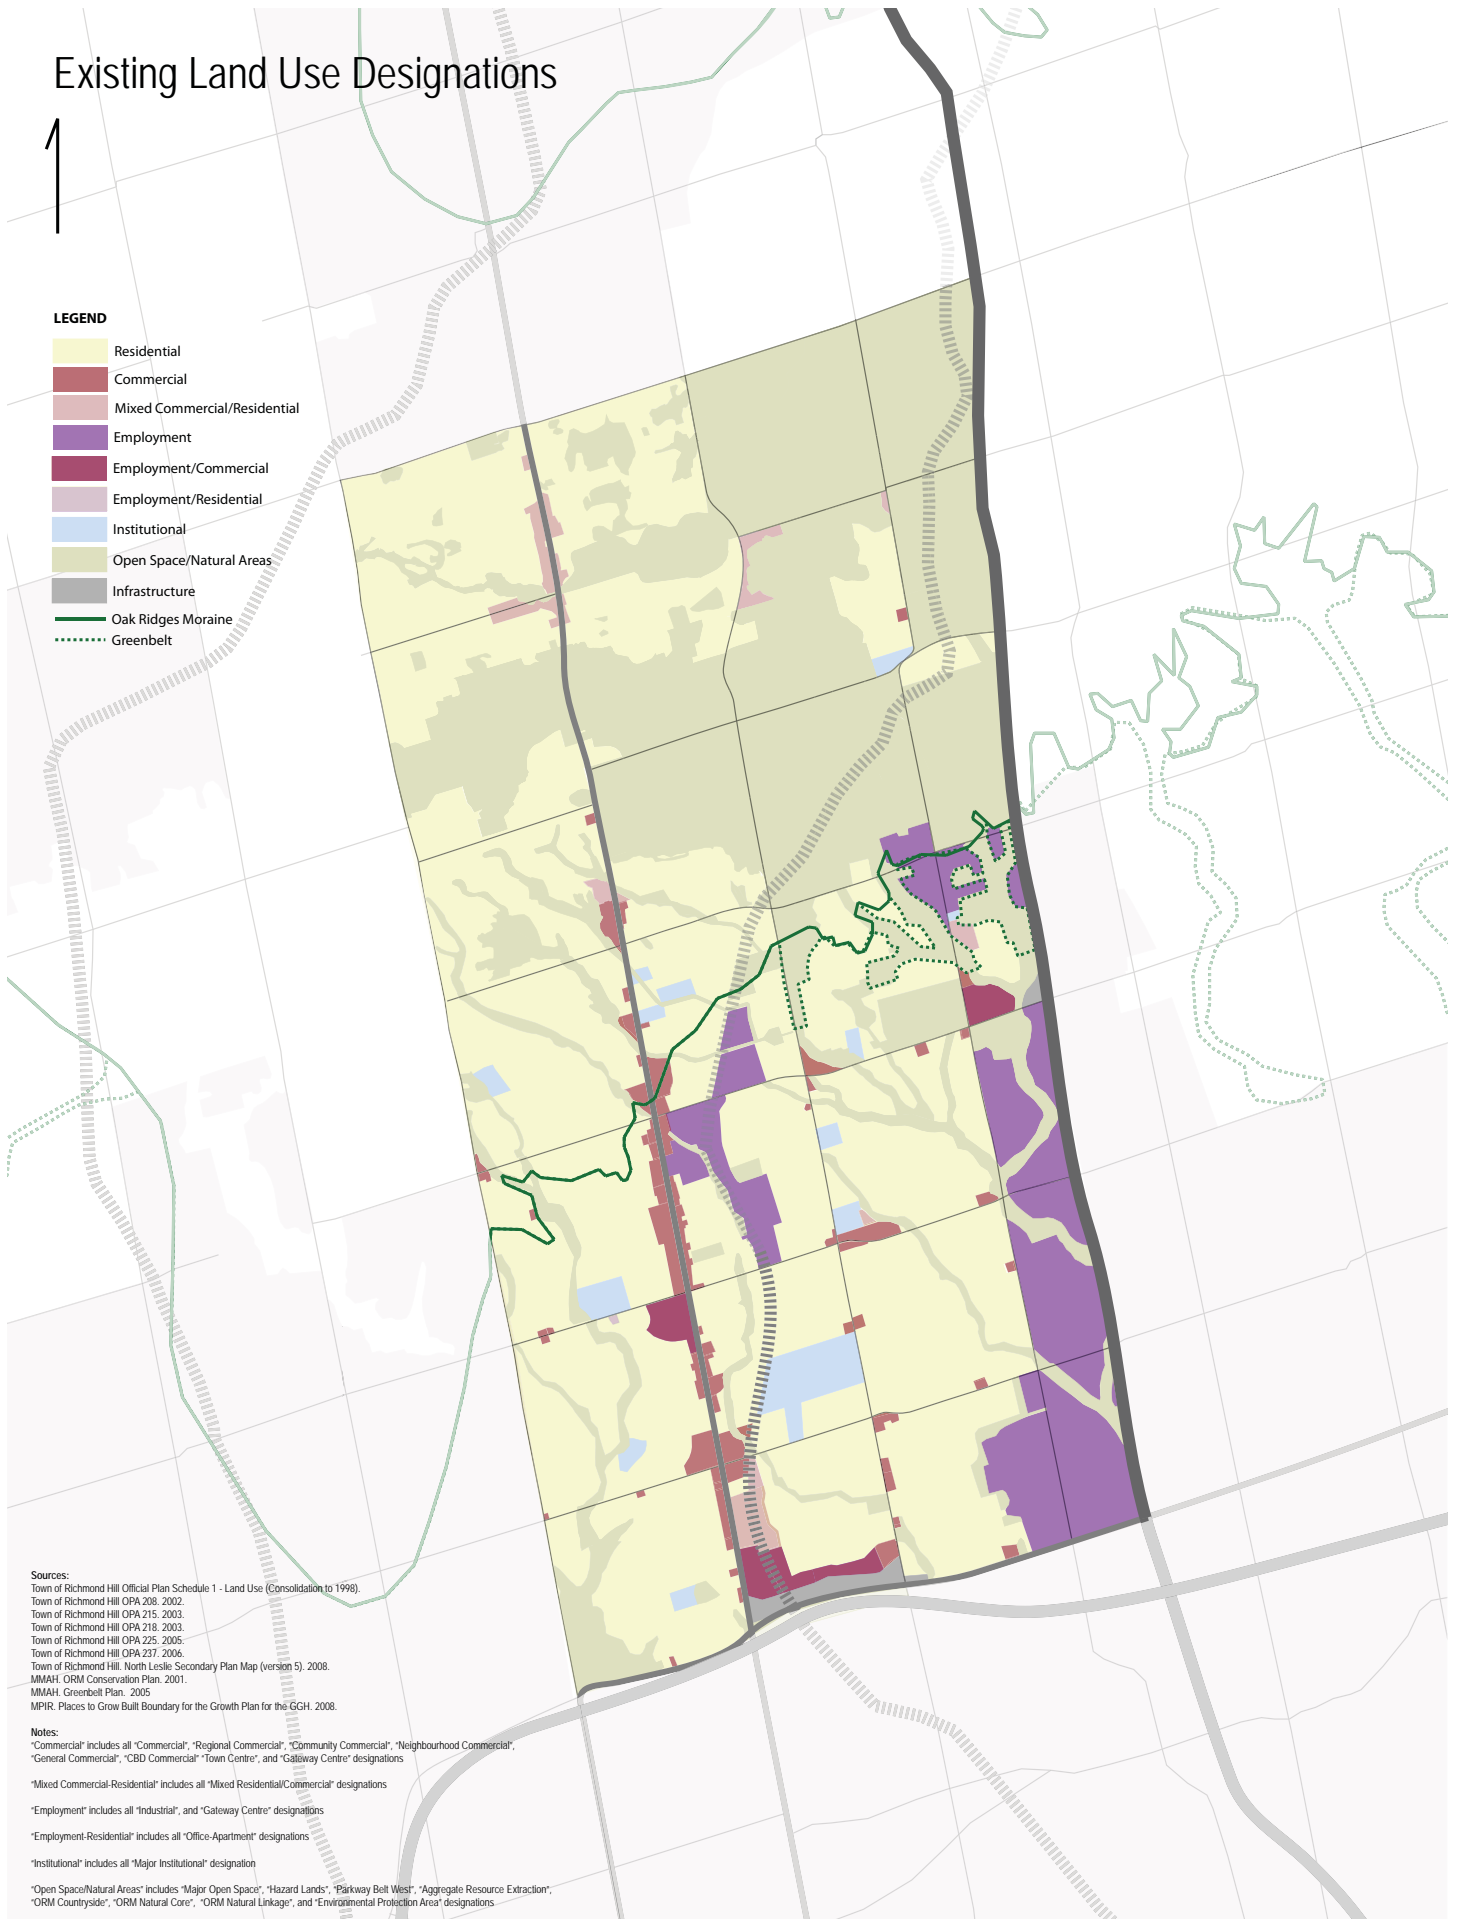 Existing Land Use Designations
LEGEND
Residential
Commercial
Mixed Commercial/Residential
Employment
Employment/Commercial
Employment/Residential
Institutional
Open Space/Natural Areas
Infrastructure
Oak Ridges Moraine
Greenbelt
Sources:
Town of Richmond Hill Official Plan Schedule 1 - Land Use (Consolidation to 1998).
Town of Richmond Hill OPA 208. 2002.
Town of Richmond Hill OPA 215. 2003.
Town of Richmond Hill OPA 218. 2003.
Town of Richmond Hill OPA 225. 2005.
Town of Richmond Hill OPA 237. 2006.
Town of Richmond Hill. North Leslie Secondary Plan Map (version 5). 2008.
MMAH. ORM Conservation Plan. 2001.
MMAH. Greenbelt Plan. 2005
MPIR. Places to Grow Built Boundary for the Growth Plan for the GGH. 2008.
Notes:
"Commercial" includes all "Commercial", "Regional Commercial", "Community Commercial", "Neighbourhood Commercial",
"General Commercial", "CBD Commercial" "Town Centre", and "Gateway Centre" designations
"Mixed Commercial-Residential" includes all "Mixed Residential/Commercial" designations
"Employment" includes all "Industrial", and "Gateway Centre" designations
"Employment-Residential" includes all "Office-Apartment" designations
"Institutional" includes all "Major Institutional" designation
"Open Space/Natural Areas" includes "Major Open Space", "Hazard Lands", "Parkway Belt West", "Aggregate Resource Extraction",
"ORM Countryside", "ORM Natural Core", "ORM Natural Linkage", and "Environmental Protection Area" designations